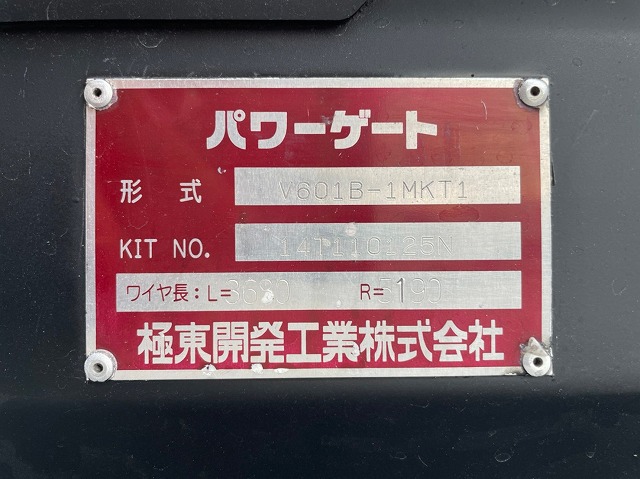 パワーゲート
形 式 V601B-1MKT1
KIT NO. 14T110125N
ワイヤ長：L=3680 R=5190
極東開発工業株式会社